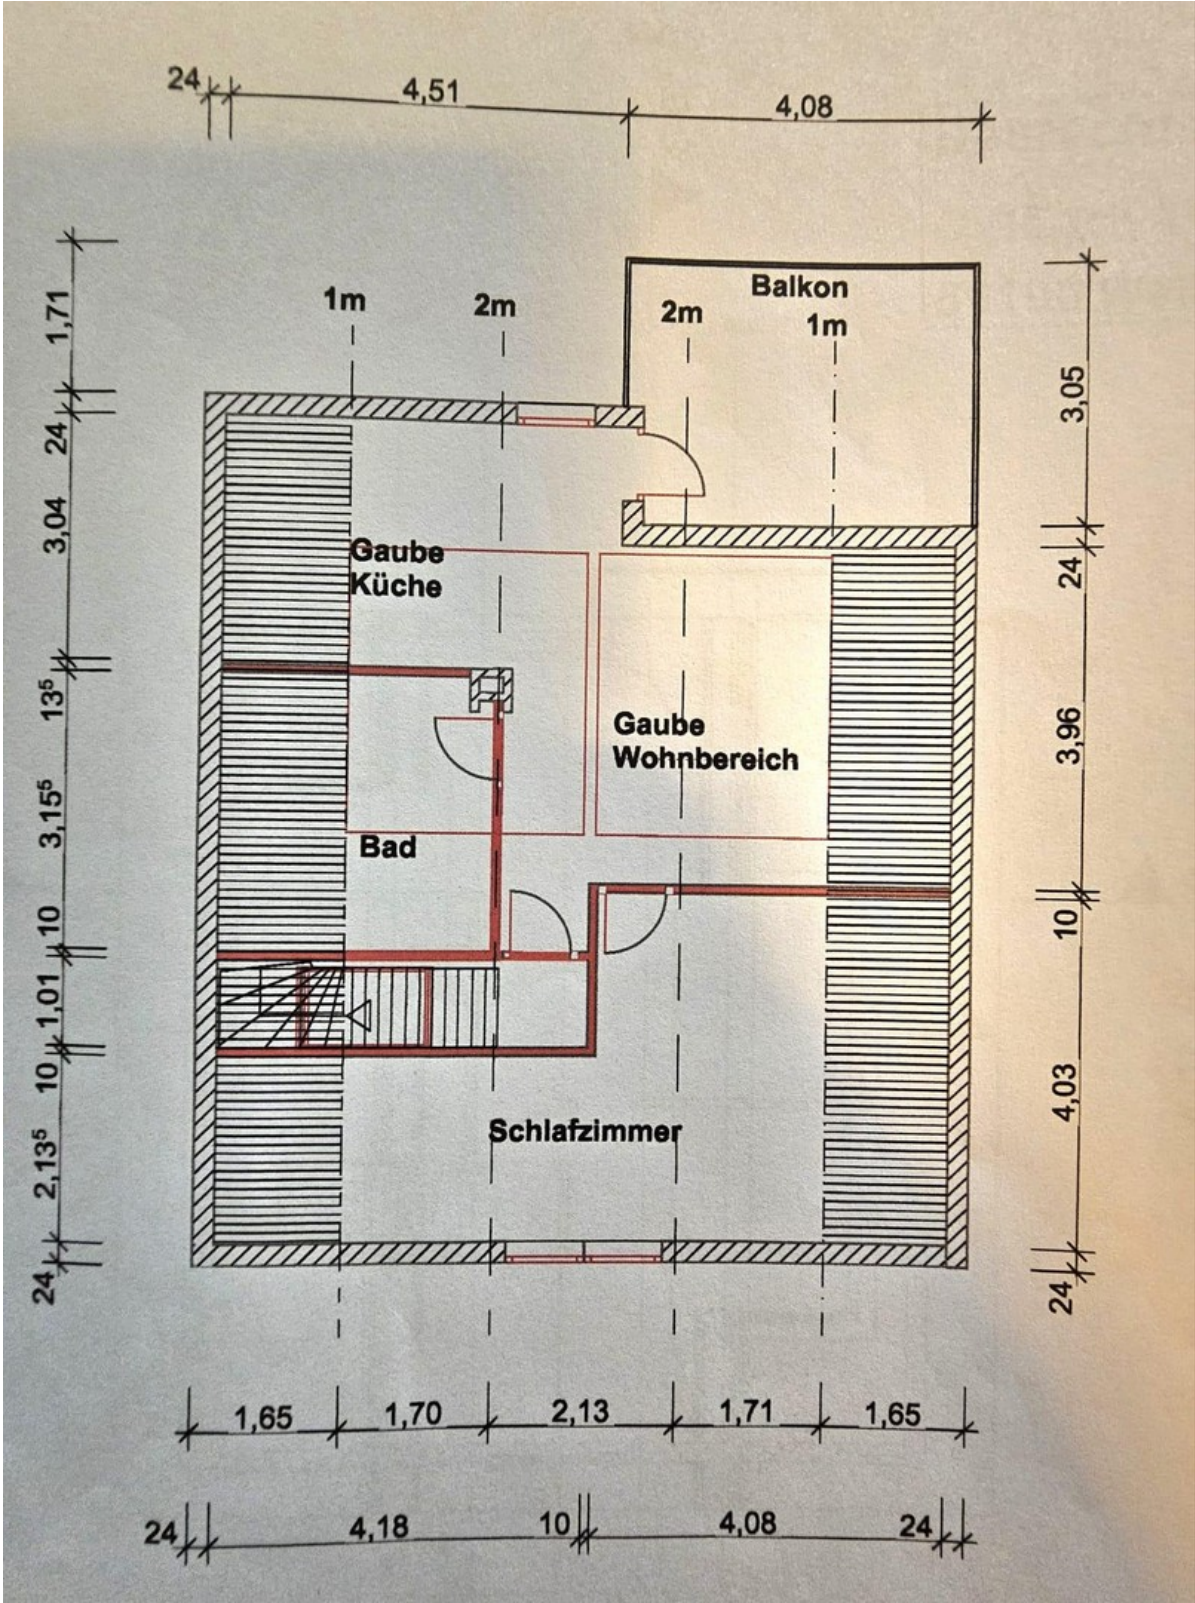 24
4,51
4,08
1m
2m
2m
Balkon
1m
1,71
24
3,04
13⁵
3,15⁵
10
1,01
10
2,13⁵
24
3,05
24
3,96
10
4,03
24
Gaube
Küche
Gaube
Wohnbereich
Bad
Schlafzimmer
1,65
1,70
2,13
1,71
1,65
24
4,18
10
4,08
24